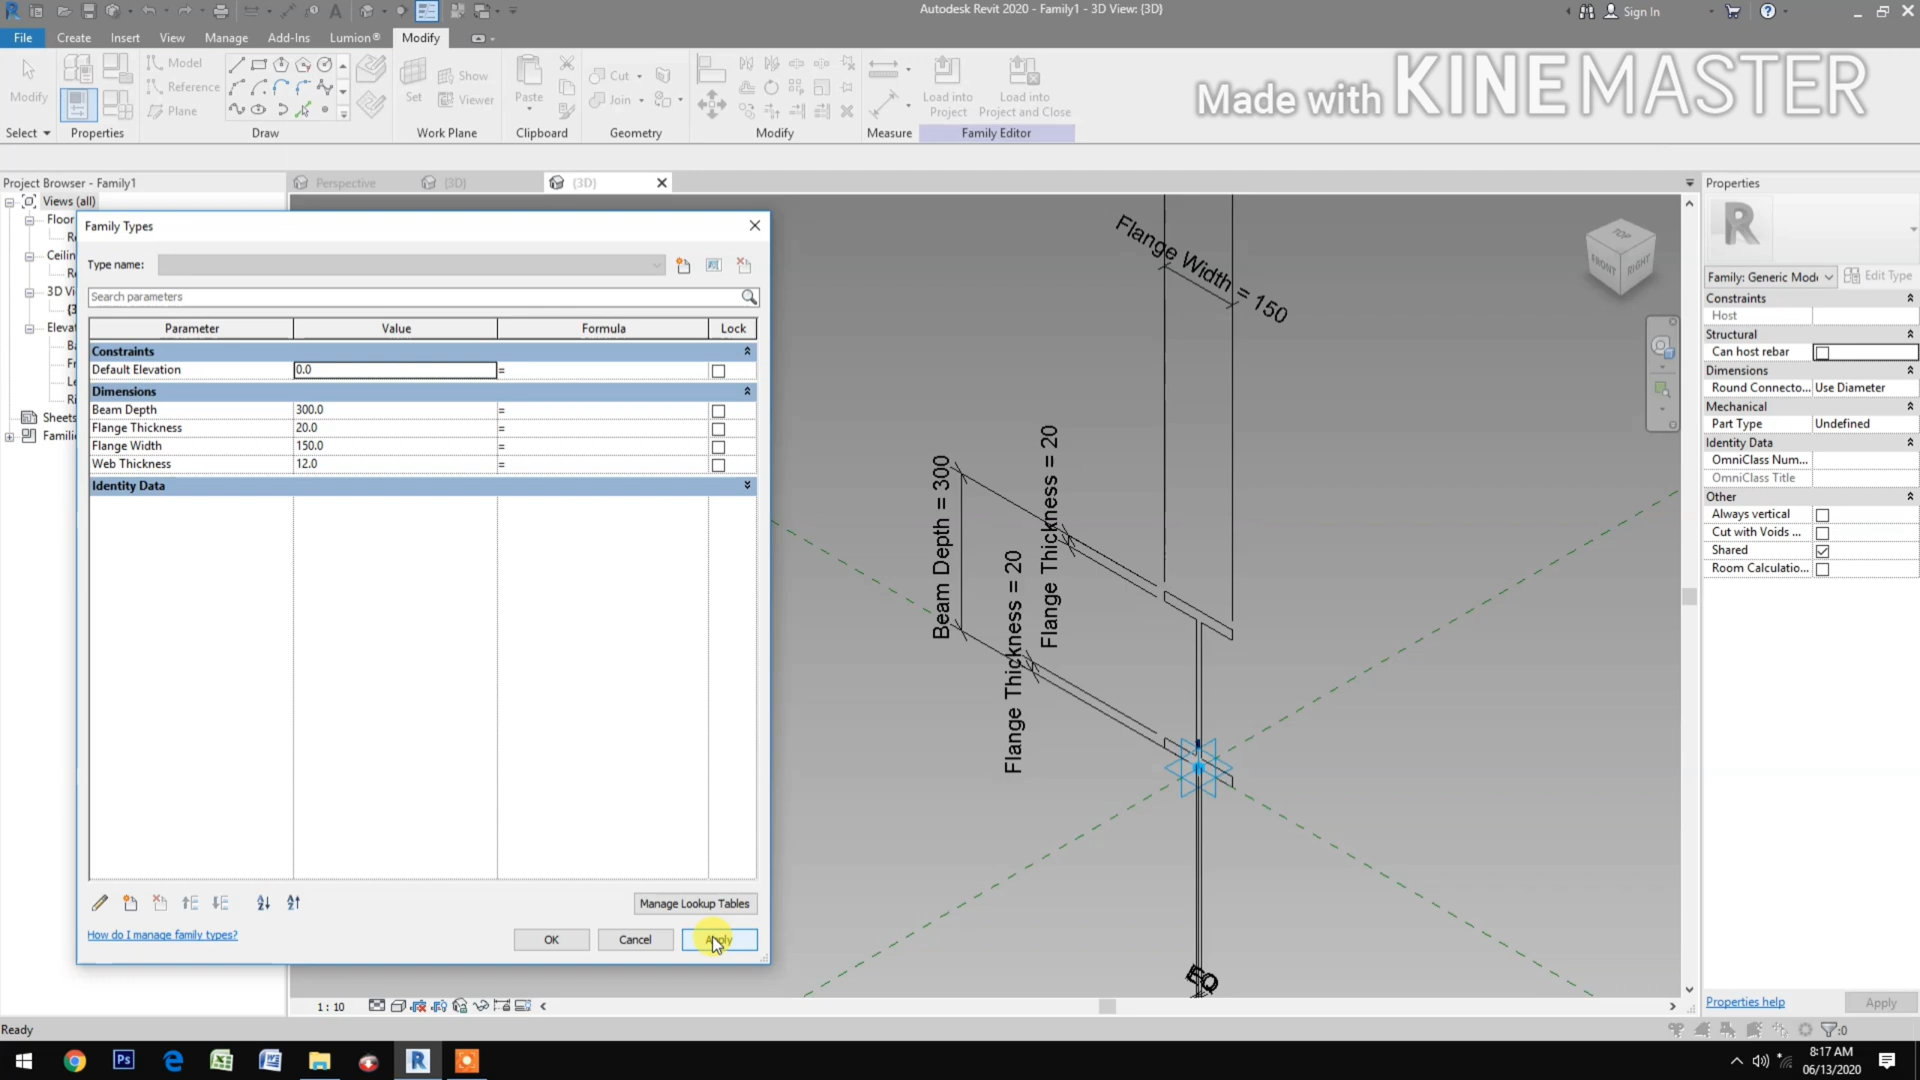 Autodesk Revit 2020 - Family1 - 3D View: {3D}
Sign In
File Create Insert View Manage Add-Ins Lumion® Modify
Modify
Model
Reference
Plane
Set
Show
Viewer
Paste
Cut
Join
Load into Project
Load into Project and Close
Made with KINEMASTER
Select Properties Draw Work Plane Clipboard Geometry Modify Measure Family Editor
Project Browser - Family1
Perspective
{3D}
{3D}
Properties
Views (all)
Floor
Ceilin
3D Vi
Elevat
Sheets
Familie
Family Types
Type name:
Search parameters
Parameter Value Formula Lock
Constraints
Default Elevation 0.0 =
Dimensions
Beam Depth 300.0 =
Flange Thickness 20.0 =
Flange Width 150.0 =
Web Thickness 12.0 =
Identity Data
Manage Lookup Tables
How do I manage family types?
OK Cancel Apply
Flange Width = 150
Beam Depth = 300
Flange Thickness = 20
Flange Thickness = 20
EQ
TOP
FRONT
RIGHT
Family: Generic Mode
Edit Type
Constraints
Host
Structural
Can host rebar
Dimensions
Round Connecto... Use Diameter
Mechanical
Part Type Undefined
Identity Data
OmniClass Num...
OmniClass Title
Other
Always vertical
Cut with Voids ...
Shared
Room Calculatio...
Properties help
Apply
1 : 10
Ready
:0
8:17 AM
06/13/2020